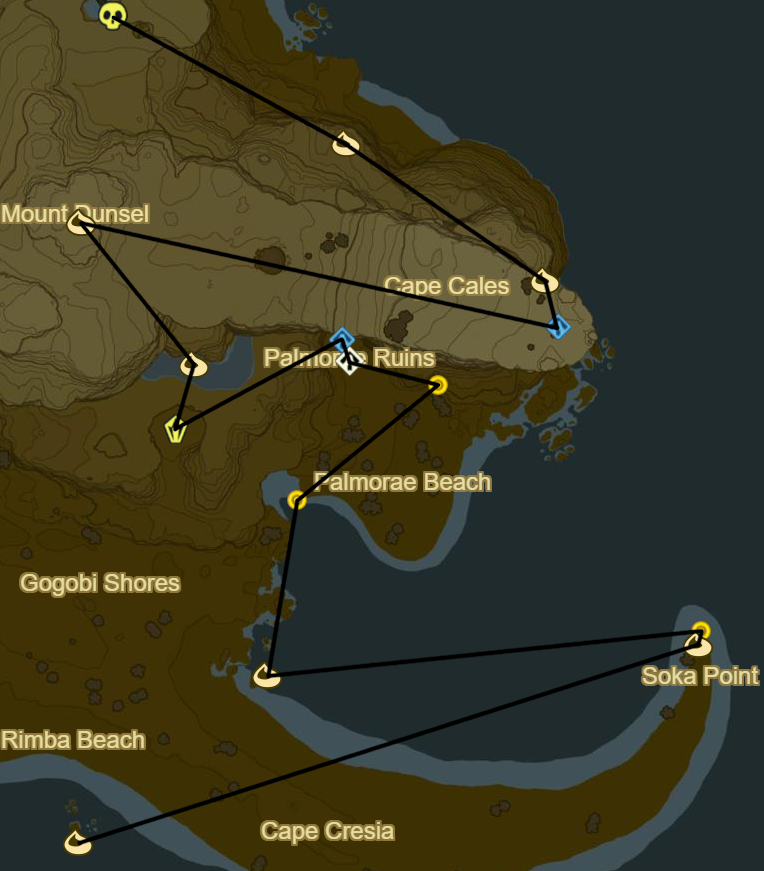 Mount Dunsel
Cape Cales
Palmorae Ruins
Palmorae Beach
Gogobi Shores
Soka Point
Rimba Beach
Cape Cresia